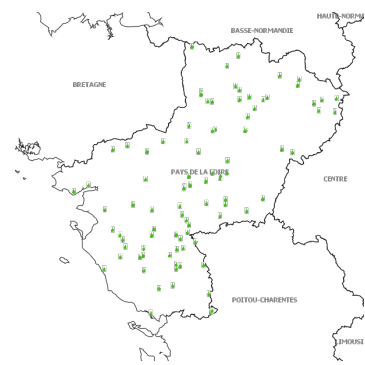 HAUTE-NORMA
BASSE-NORMANDIE
BRETAGNE
PAYS DE LA LOIRE
CENTRE
POITOU-CHARENTES
LIMOUSI